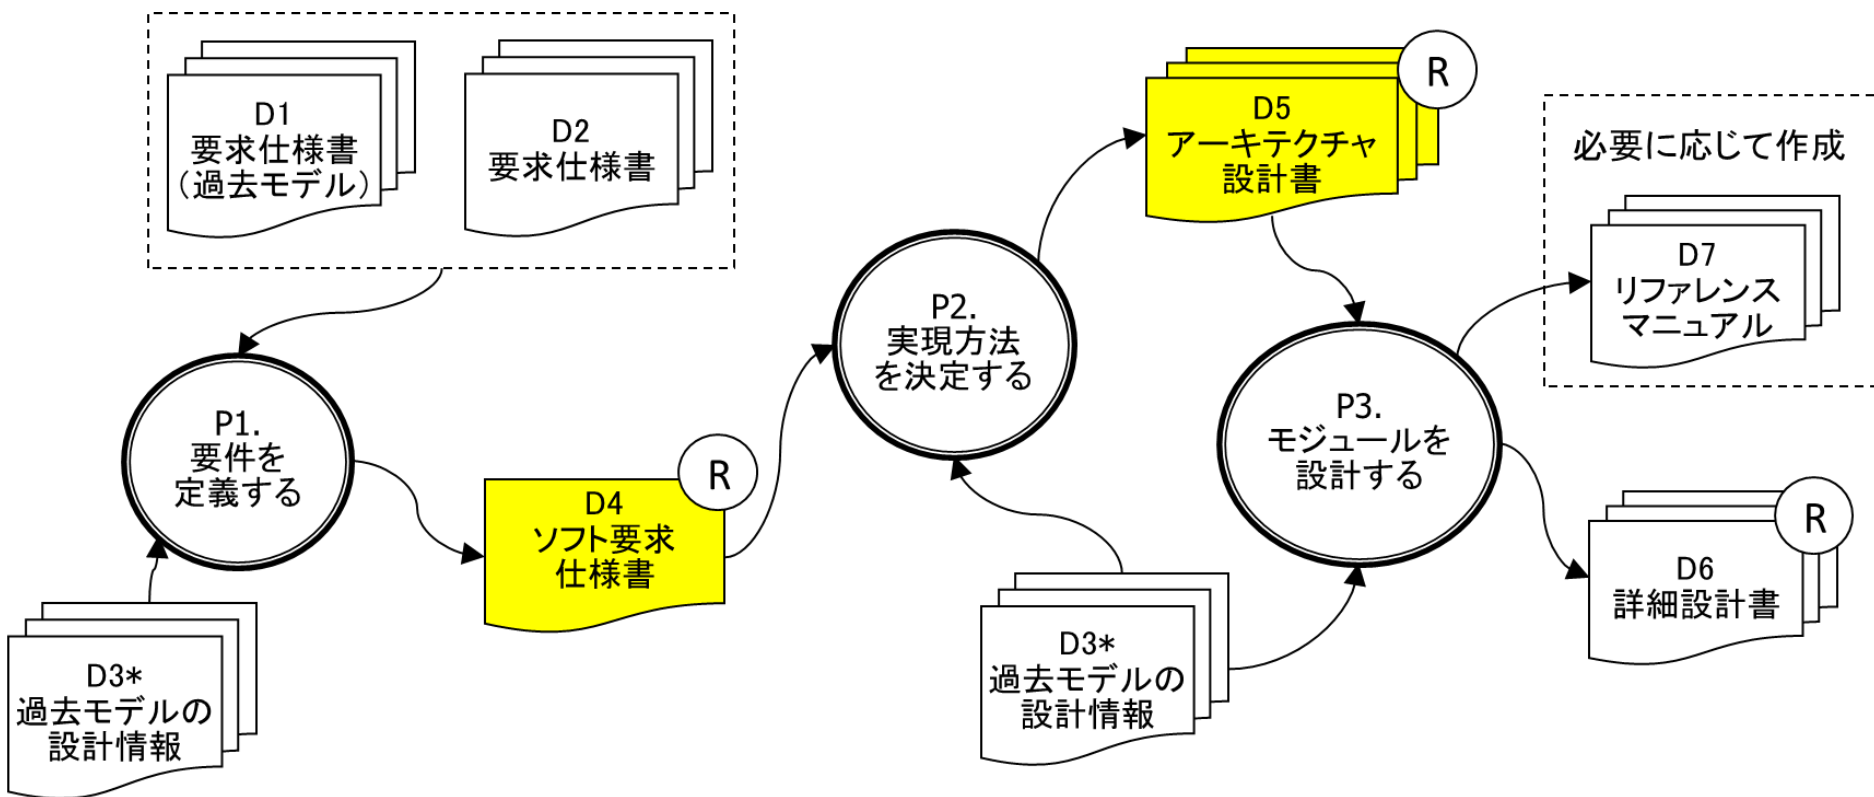 D1
要求仕様書
（過去モデル）
D2
要求仕様書
P1.
要件を
定義する
D3*
過去モデルの
設計情報
R
D4
ソフト要求
仕様書
P2.
実現方法
を決定する
R
D5
アーキテクチャ
設計書
D3*
過去モデルの
設計情報
P3.
モジュールを
設計する
必要に応じて作成
D7
リファレンス
マニュアル
R
D6
詳細設計書